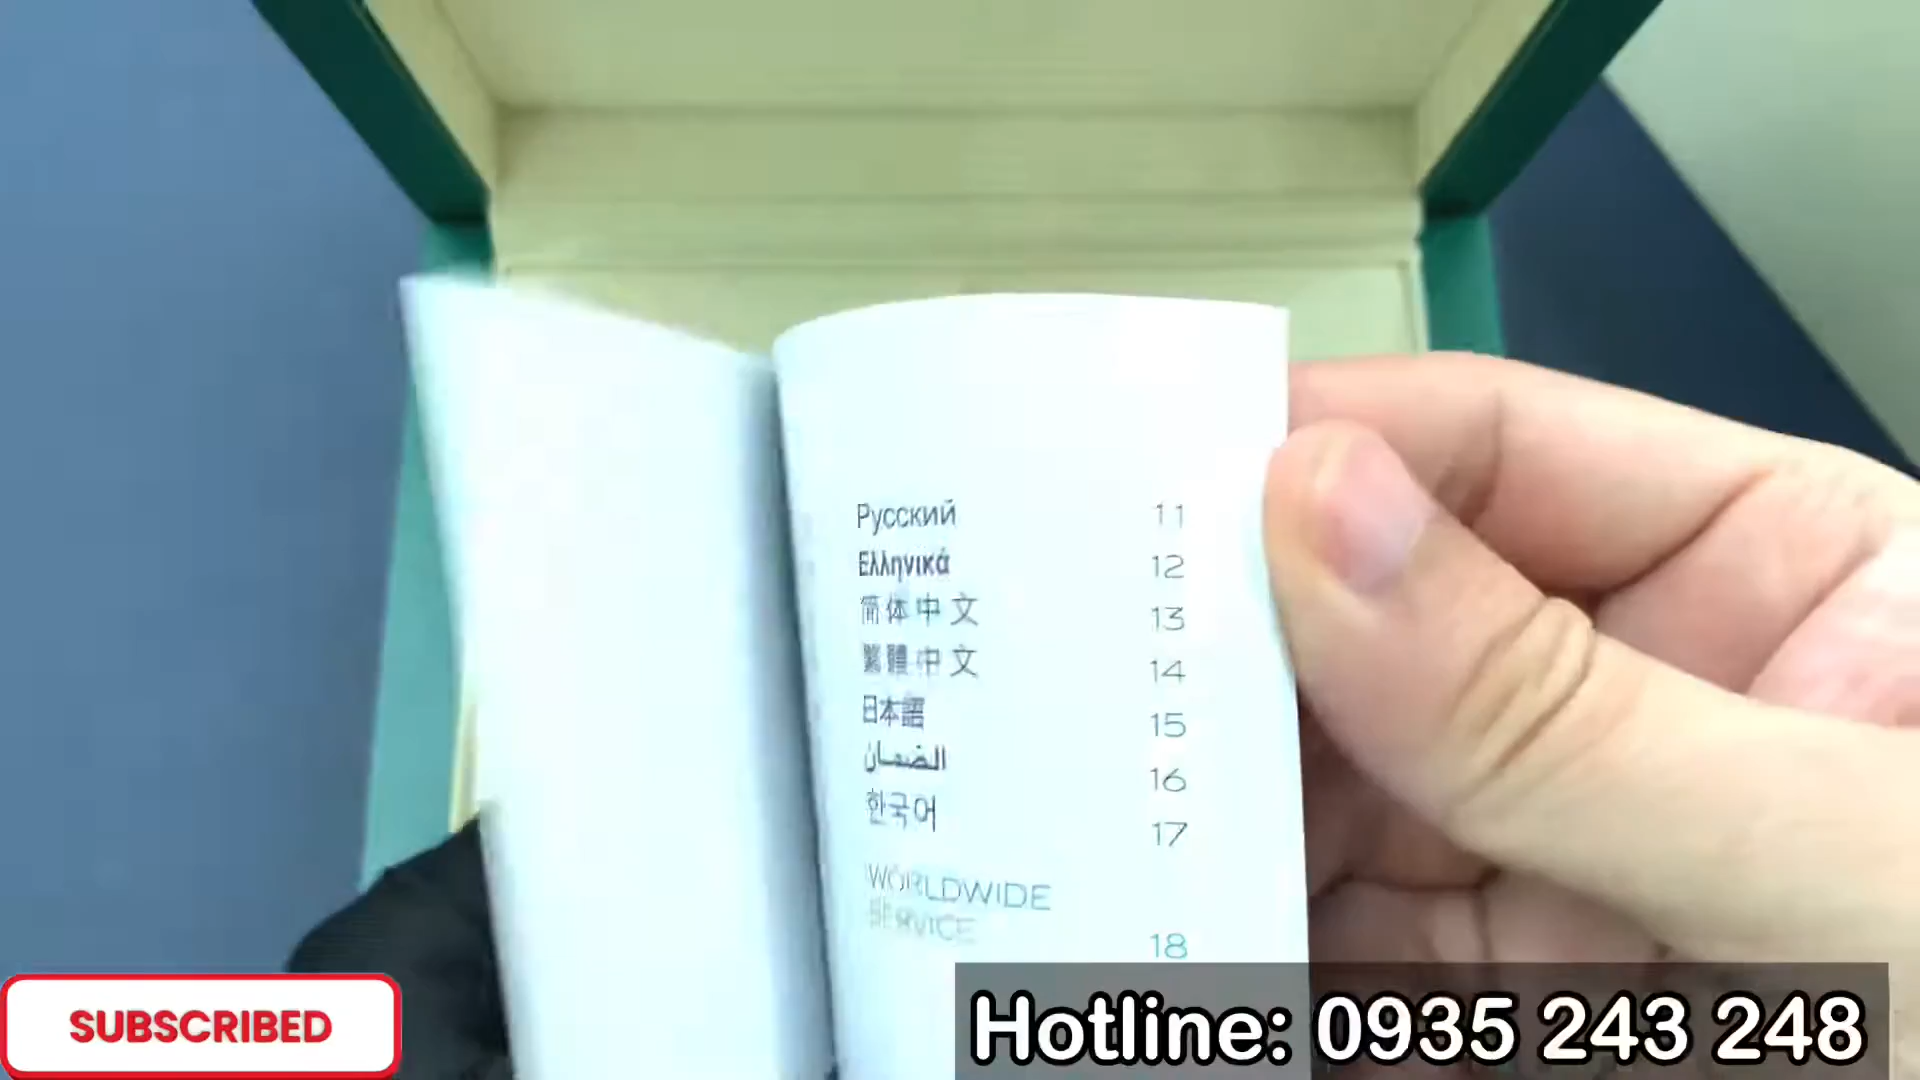 Русский 11
Ελληνικά 12
简体中文 13
繁體中文 14
日本語 15
الضمان 16
한국어 17
WORLDWIDE
SERVICE 18
SUBSCRIBED
Hotline: 0935 243 248